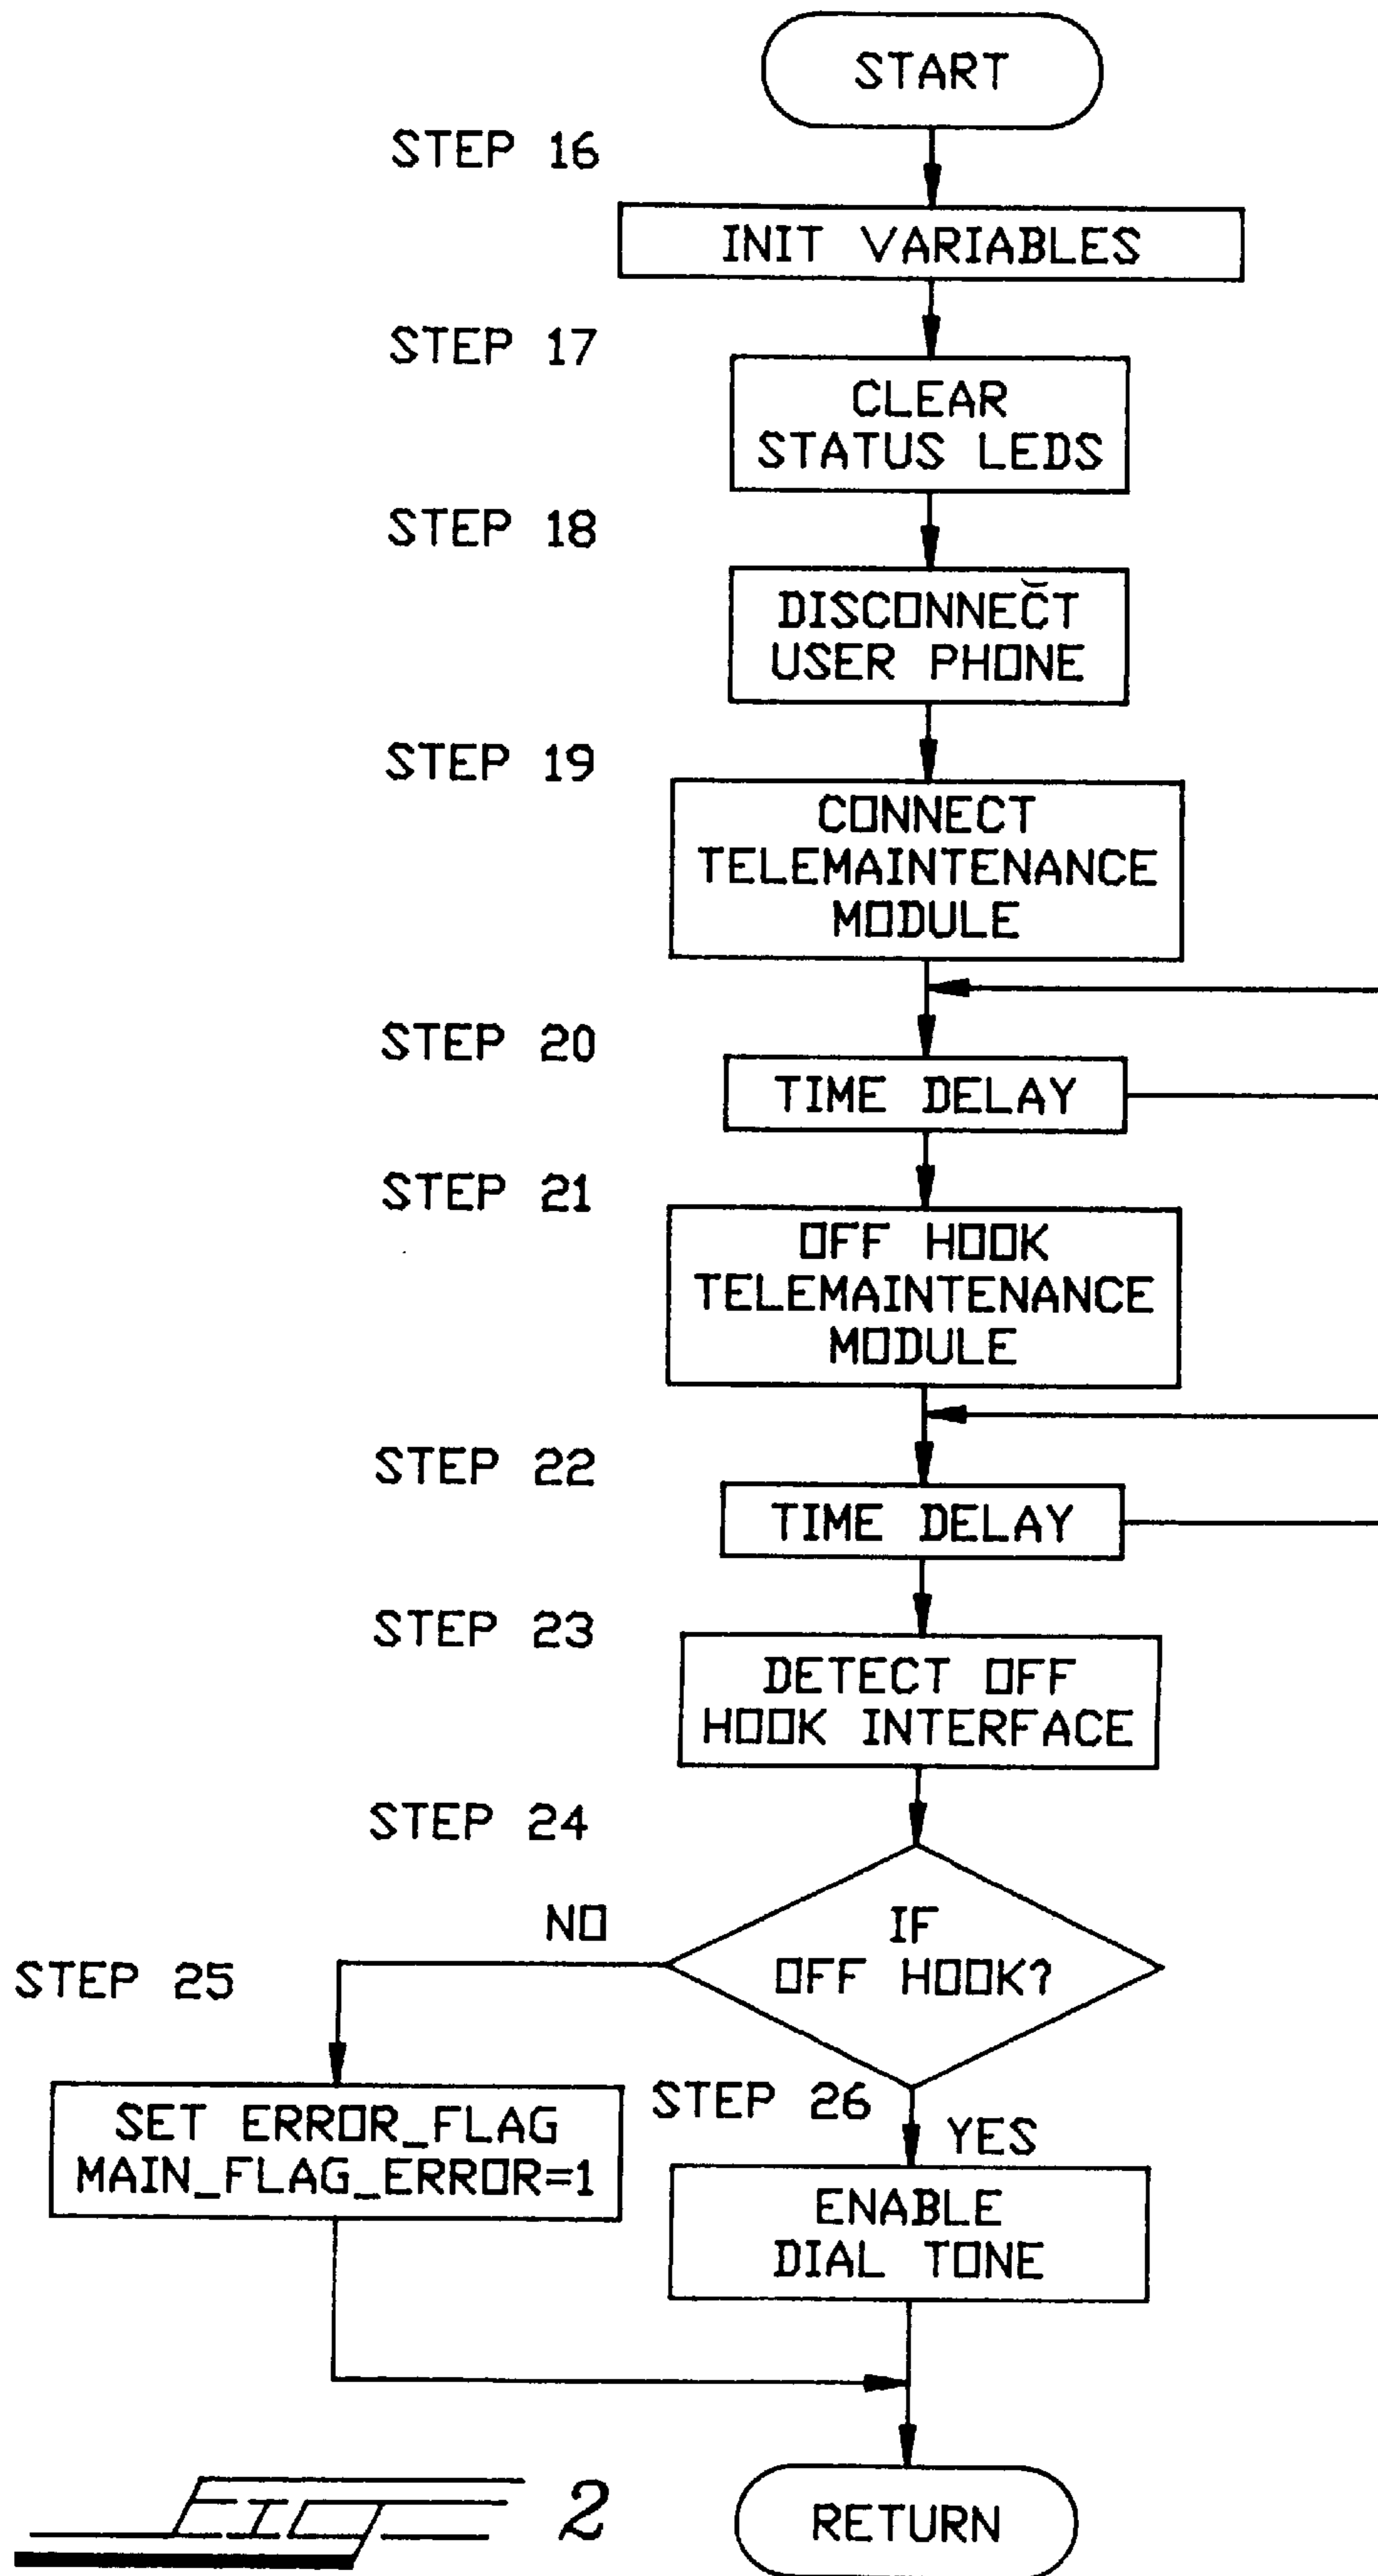 START
STEP 16
INIT VARIABLES
STEP 17
CLEAR
STATUS LEDS
STEP 18
DISCONNECT
USER PHONE
STEP 19
CONNECT
TELEMAINTENANCE
MODULE
STEP 20
TIME DELAY
STEP 21
OFF HOOK
TELEMAINTENANCE
MODULE
STEP 22
TIME DELAY
STEP 23
DETECT OFF
HOOK INTERFACE
STEP 24
IF
OFF HOOK?
NO
STEP 25
SET ERROR_FLAG
MAIN_FLAG_ERROR=1
STEP 26
YES
ENABLE
DIAL TONE
RETURN
FIG 2